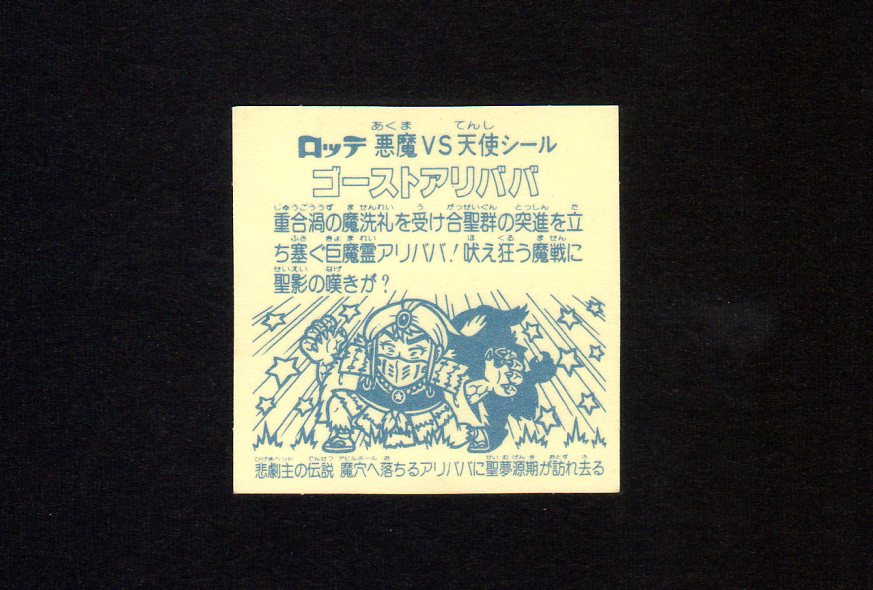 ロッテ 悪魔VS天使シール
ゴーストアリババ
重合渦の魔洗礼を受け合聖群の突進を立
ち塞ぐ巨魔霊アリババ!吠え狂う魔戦に
聖影の嘆きが?
悲劇主の伝説 魔穴へ落ちるアリババに聖夢源期が訪れ去る